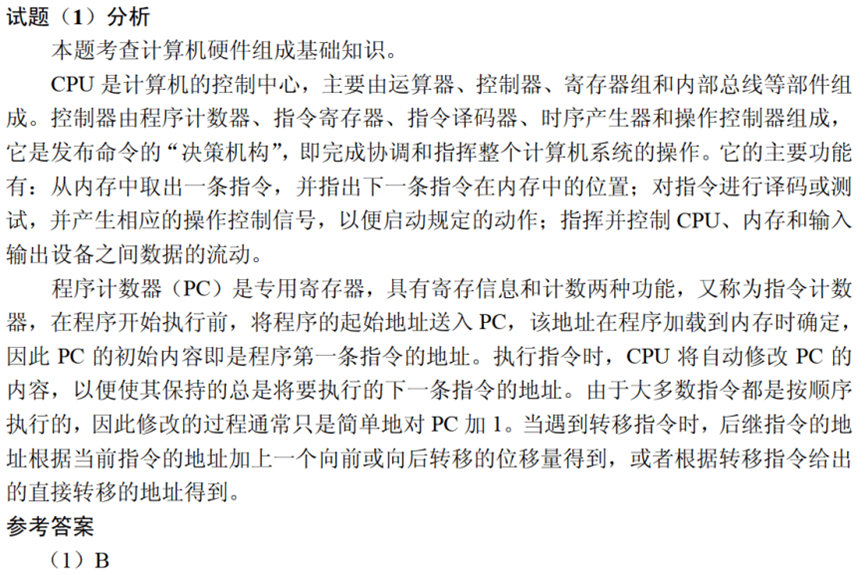 试题（1）分析
本题考查计算机硬件组成基础知识。
CPU 是计算机的控制中心，主要由运算器、控制器、寄存器组和内部总线等部件组
成。控制器由程序计数器、指令寄存器、指令译码器、时序产生器和操作控制器组成，
它是发布命令的“决策机构”，即完成协调和指挥整个计算机系统的操作。它的主要功能
有：从内存中取出一条指令，并指出下一条指令在内存中的位置；对指令进行译码或测
试，并产生相应的操作控制信号，以便启动规定的动作；指挥并控制 CPU、内存和输入
输出设备之间数据的流动。
程序计数器（PC）是专用寄存器，具有寄存信息和计数两种功能，又称为指令计数
器，在程序开始执行前，将程序的起始地址送入 PC，该地址在程序加载到内存时确定，
因此 PC 的初始内容即是程序第一条指令的地址。执行指令时，CPU 将自动修改 PC 的
内容，以便使其保持的总是将要执行的下一条指令的地址。由于大多数指令都是按顺序
执行的，因此修改的过程通常只是简单地对 PC 加 1。当遇到转移指令时，后继指令的地
址根据当前指令的地址加上一个向前或向后转移的位移量得到，或者根据转移指令给出
的直接转移的地址得到。
参考答案
（1）B